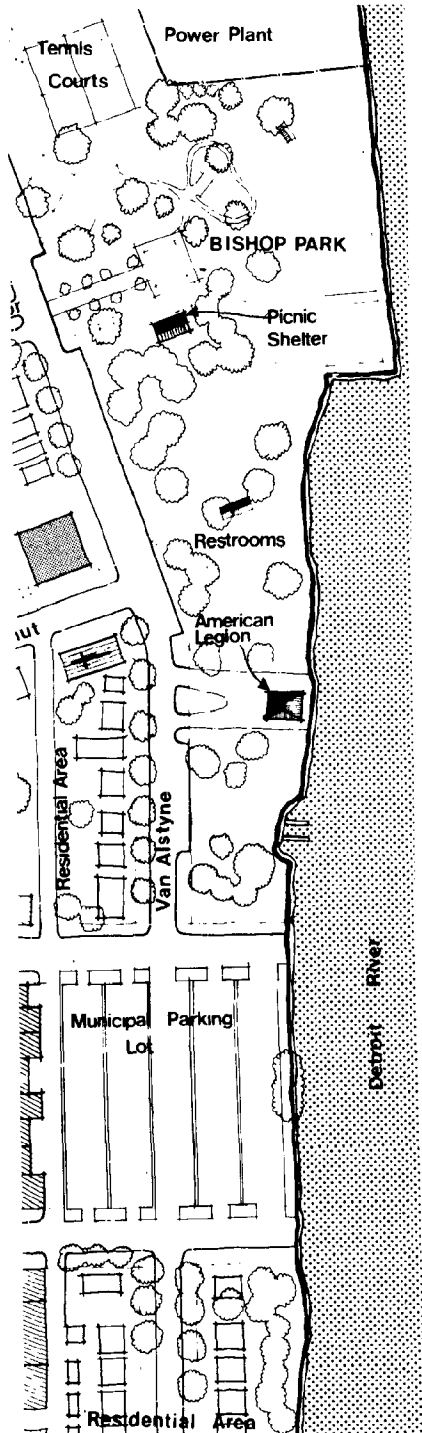 Power Plant
Tennis
Courts
BISHOP PARK
Picnic
Shelter
Restrooms
American
Legion
Residential Area
Van Alstyne
Municipal Parking
Lot
Detroit River
Residential Area